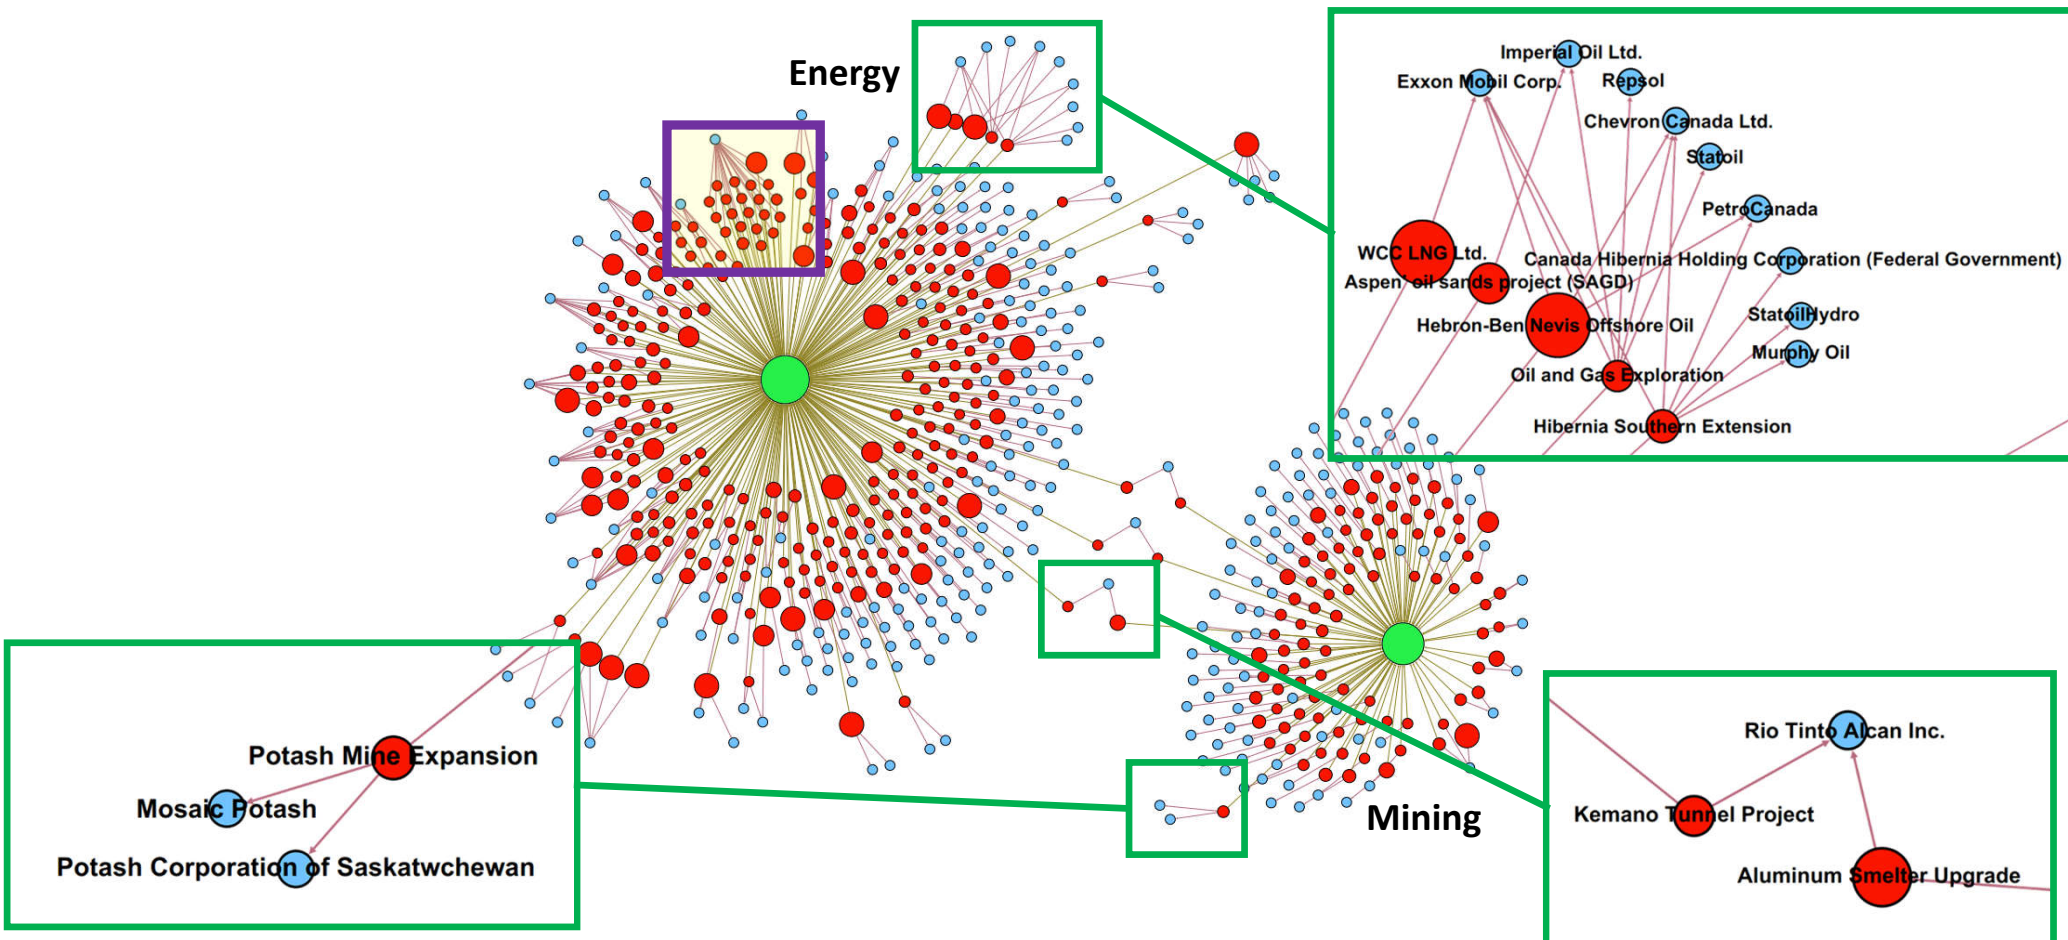 Energy
Imperial Oil Ltd.
Exxon Mobil Corp.
Repsol
Chevron Canada Ltd.
Statoil
PetroCanada
WCC LNG Ltd.
Canada Hibernia Holding Corporation (Federal Government)
Aspen' oil sands project (SAGD)
StatoilHydro
Hebron-Ben Nevis Offshore Oil
Murphy Oil
Oil and Gas Exploration
Hibernia Southern Extension
Potash Mine Expansion
Mosaic Potash
Potash Corporation of Saskatwchewan
Mining
Rio Tinto Alcan Inc.
Kemano Tunnel Project
Aluminum Smelter Upgrade